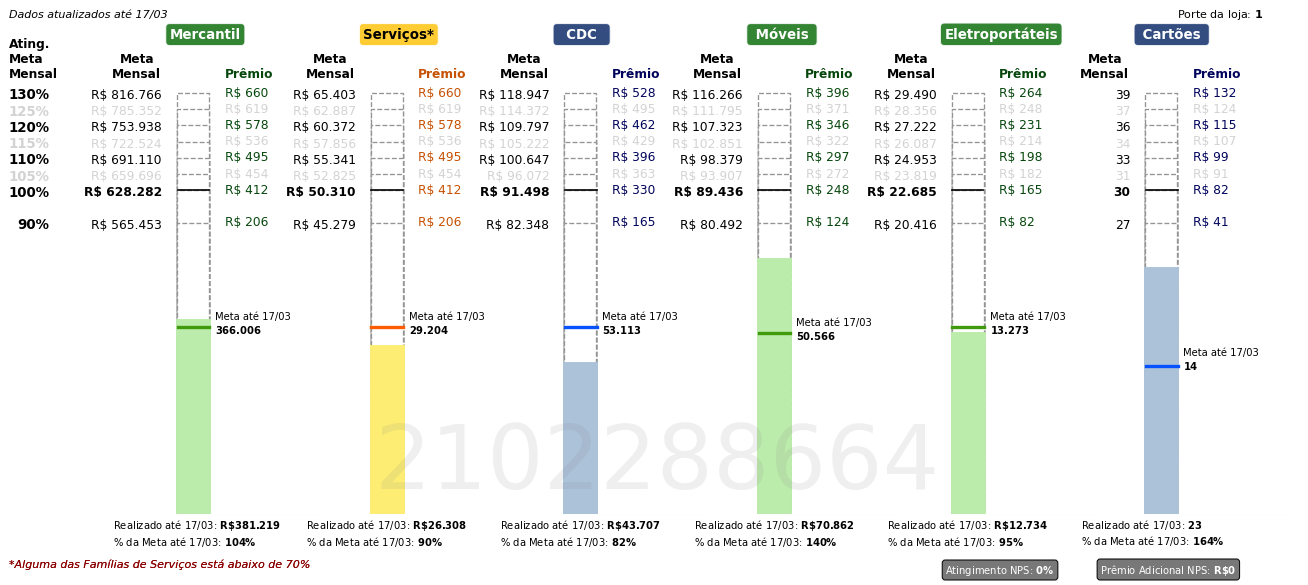 Dados atualizados até 17/03
Porte da loja: 1
Mercantil Serviços* CDC Móveis Eletroportáteis Cartões
Ating. Meta Mensal
Meta Mensal Prêmio Meta Mensal Prêmio Meta Mensal Prêmio Meta Mensal Prêmio Meta Mensal Prêmio Meta Mensal Prêmio
130% R$ 816.766 R$ 660 R$ 65.403 R$ 660 R$ 118.947 R$ 528 R$ 116.266 R$ 396 R$ 29.490 R$ 264 39 R$ 132
125% R$ 785.352 R$ 619 R$ 62.887 R$ 619 R$ 114.372 R$ 495 R$ 111.795 R$ 371 R$ 28.356 R$ 248 37 R$ 124
120% R$ 753.938 R$ 578 R$ 60.372 R$ 578 R$ 109.797 R$ 462 R$ 107.323 R$ 346 R$ 27.222 R$ 231 36 R$ 115
115% R$ 722.524 R$ 536 R$ 57.856 R$ 536 R$ 105.222 R$ 429 R$ 102.851 R$ 322 R$ 26.087 R$ 214 34 R$ 107
110% R$ 691.110 R$ 495 R$ 55.341 R$ 495 R$ 100.647 R$ 396 R$ 98.379 R$ 297 R$ 24.953 R$ 198 33 R$ 99
105% R$ 659.696 R$ 454 R$ 52.825 R$ 454 R$ 96.072 R$ 363 R$ 93.907 R$ 272 R$ 23.819 R$ 182 31 R$ 91
100% R$ 628.282 R$ 412 R$ 50.310 R$ 412 R$ 91.498 R$ 330 R$ 89.436 R$ 248 R$ 22.685 R$ 165 30 R$ 82
90% R$ 565.453 R$ 206 R$ 45.279 R$ 206 R$ 82.348 R$ 165 R$ 80.492 R$ 124 R$ 20.416 R$ 82 27 R$ 41
Meta até 17/03
366.006
Meta até 17/03
29.204
Meta até 17/03
53.113
Meta até 17/03
50.566
Meta até 17/03
13.273
Meta até 17/03
14
2102288664
Realizado até 17/03: R$381.219
% da Meta até 17/03: 104%
Realizado até 17/03: R$26.308
% da Meta até 17/03: 90%
Realizado até 17/03: R$43.707
% da Meta até 17/03: 82%
Realizado até 17/03: R$70.862
% da Meta até 17/03: 140%
Realizado até 17/03: R$12.734
% da Meta até 17/03: 95%
Realizado até 17/03: 23
% da Meta até 17/03: 164%
*Alguma das Famílias de Serviços está abaixo de 70%
Atingimento NPS: 0%
Prêmio Adicional NPS: R$0